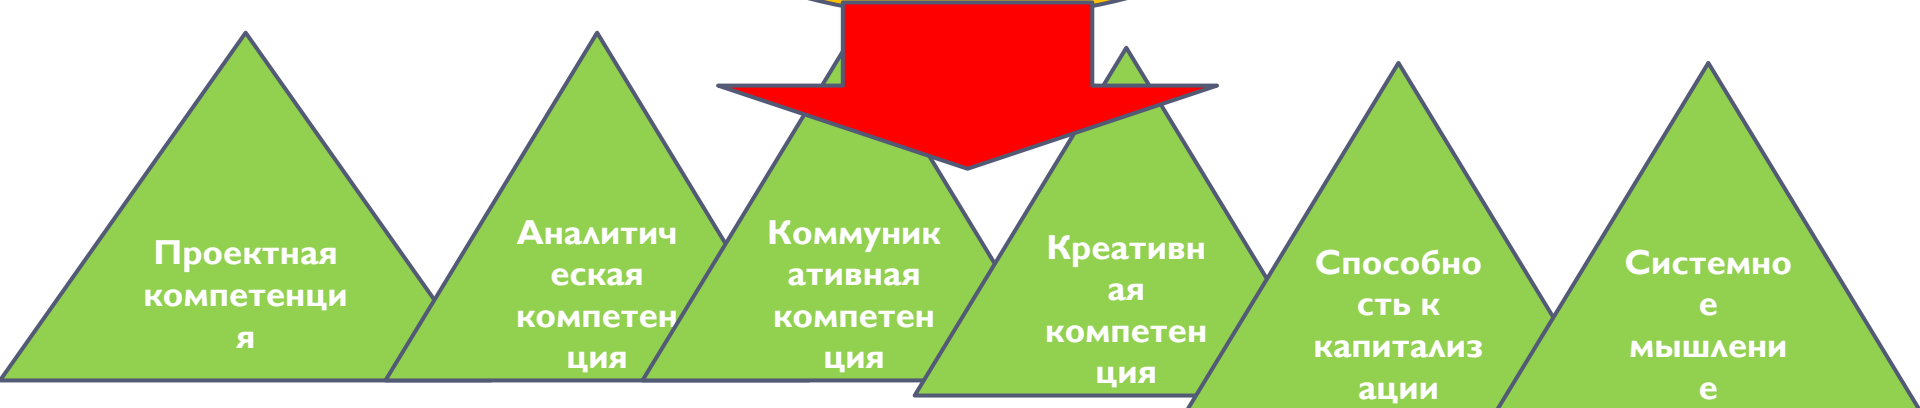 Проектная
компетенци
я
Аналитич
еская
компетен
ция
Коммуник
ативная
компетен
ция
Креативн
ая
компетен
ция
Способно
сть к
капитализ
ации
Системно
е
мышлени
е